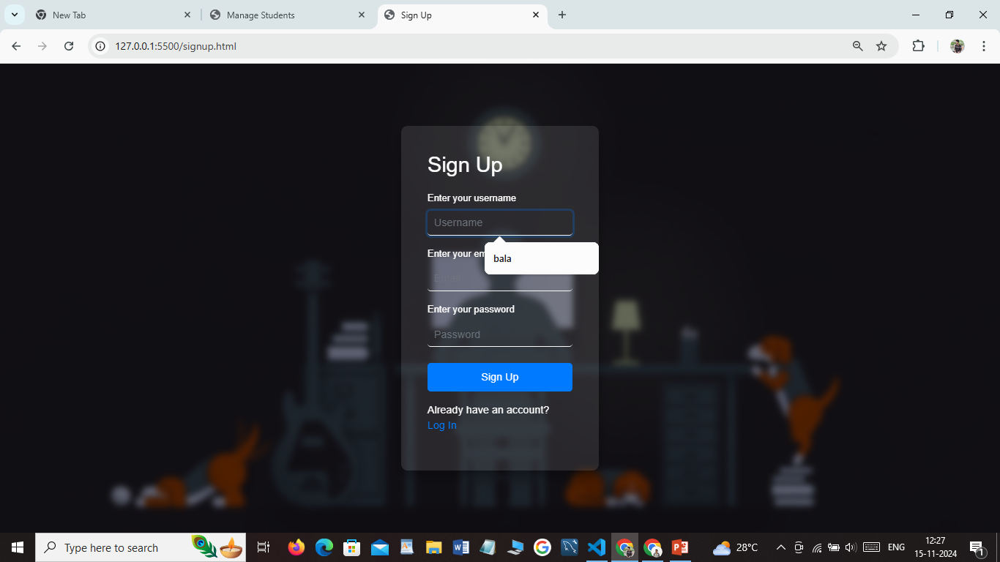 New Tab
Manage Students
Sign Up
127.0.0.1:5500/signup.html
Sign Up
Enter your username
Username
bala
Enter your em
Email
Enter your password
Password
Sign Up
Already have an account?
Log In
Type here to search
28°C
ENG
12:27
15-11-2024
1